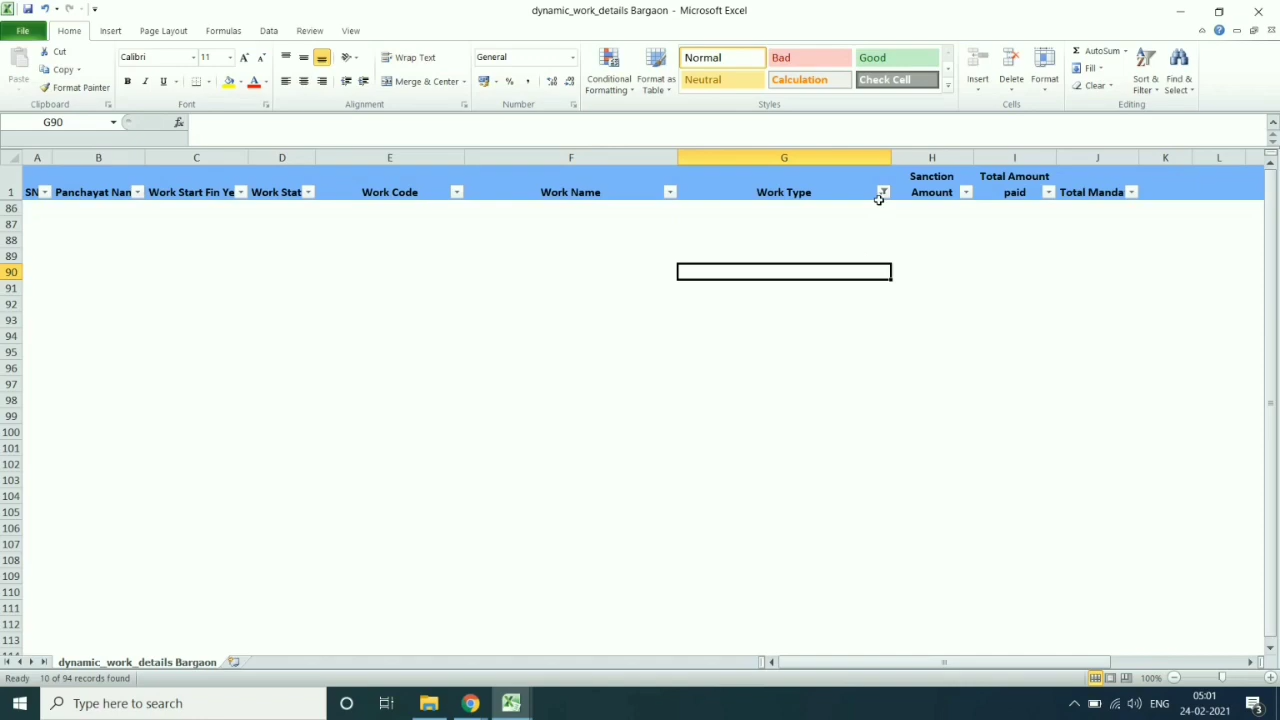 dynamic_work_details Bargaon - Microsoft Excel
File Home Insert Page Layout Formulas Data Review View
Paste Cut Copy Format Painter Clipboard
Calibri 11 A A B I U A Font
Wrap Text Merge & Center Alignment
General % , Number
Conditional Formatting Format as Table Normal Bad Good Neutral Calculation Check Cell Styles
Insert Delete Format Cells
Σ AutoSum Fill Clear Sort & Filter Find & Select Editing
G90 fx
A B C D E F G H I J K L
1 SN Panchayat Nan Work Start Fin Ye Work Stat Work Code Work Name Work Type Sanction Amount Total Amount paid Total Manda
86
87
88
89
90
91
92
93
94
95
96
97
98
99
100
101
102
103
104
105
106
107
108
109
110
111
112
113
dynamic_work_details Bargaon
Ready 10 of 94 records found 100%
Type here to search ENG 05:01 24-02-2021 3